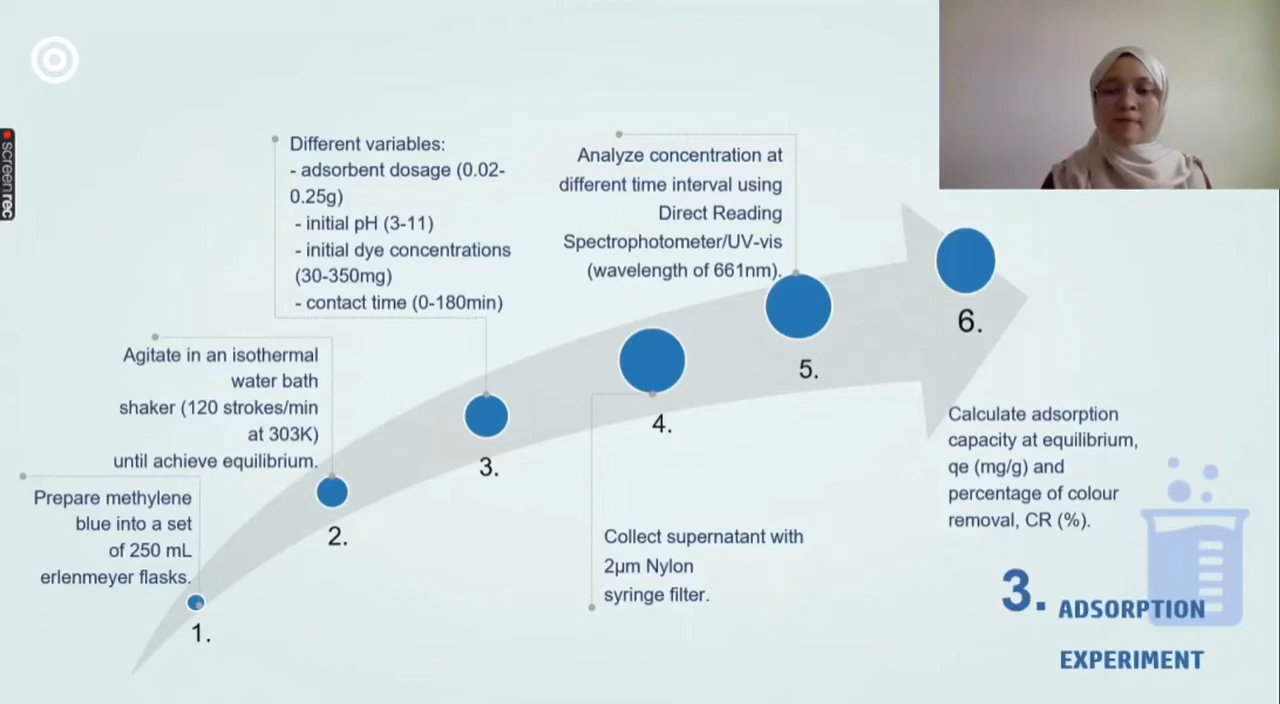 screenrec
Different variables:
- adsorbent dosage (0.02-
0.25g)
- initial pH (3-11)
- initial dye concentrations
(30-350mg)
- contact time (0-180min)
Analyze concentration at
different time interval using
Direct Reading
Spectrophotometer/UV-vis
(wavelength of 661nm).
6.
5.
Agitate in an isothermal
water bath
shaker (120 strokes/min
at 303K)
until achieve equilibrium.
4.
3.
Calculate adsorption
capacity at equilibrium,
qe (mg/g) and
percentage of colour
removal, CR (%).
Prepare methylene
blue into a set
of 250 mL
erlenmeyer flasks.
2.
Collect supernatant with
2µm Nylon
syringe filter.
1.
3. ADSORPTION
EXPERIMENT